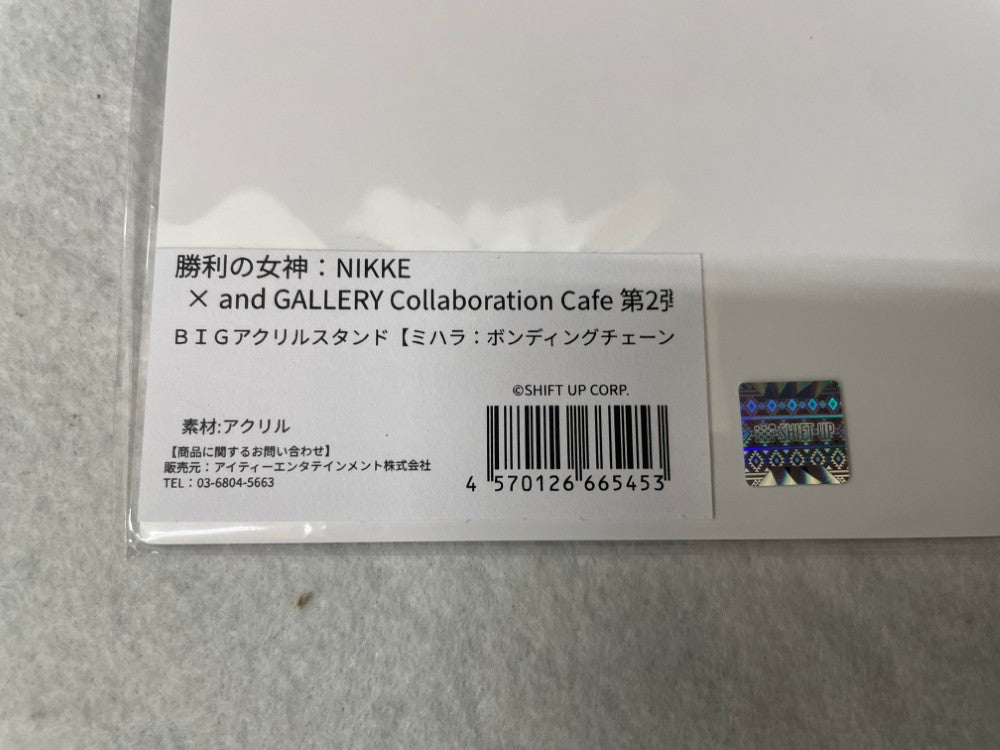 勝利の女神：NIKKE
× and GALLERY Collaboration Cafe 第2弾
ＢＩＧアクリルスタンド【ミハラ：ボンディングチェーン
©SHIFT UP CORP.
素材:アクリル
【商品に関するお問い合わせ】
販売元：アイティーエンタテインメント株式会社
TEL：03-6804-5663
4 570126 665453
SHIFT UP